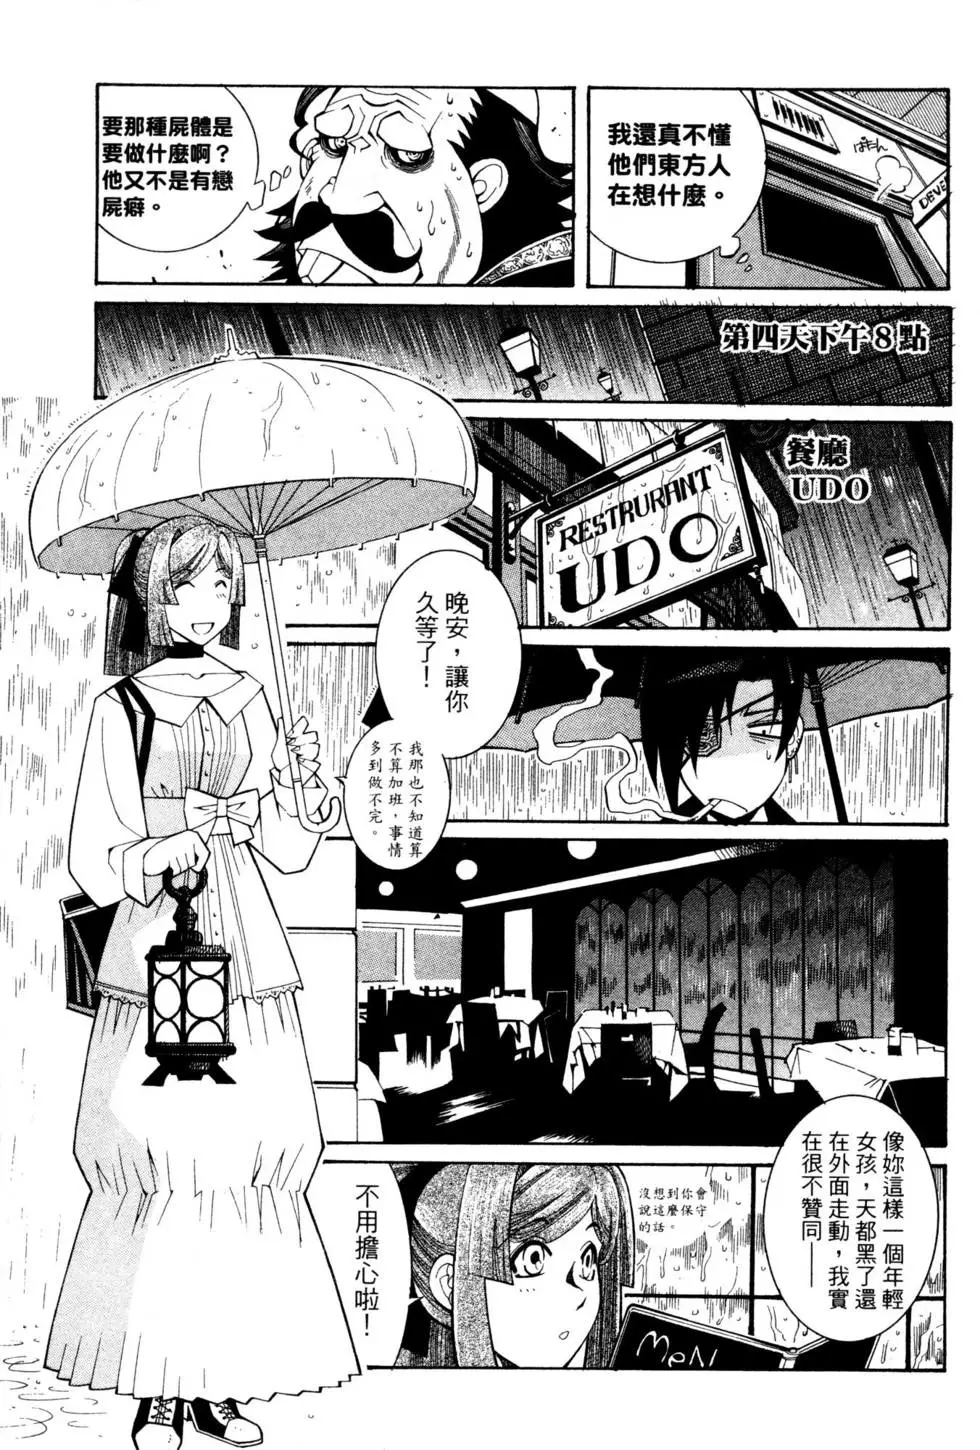 我還真不懂
他們東方人
在想什麼。
ばたん
DEVE
要那種屍體是
要做什麼啊？
他又不是有戀
屍癖。
第四天下午8點
餐廳
UDO
RESTRURANT
UDO
晚安，讓你
久等了！
我那也不知道算
不算加班，事情
多到做不完。
像妳這樣一個年輕
女孩，天都黑了還
在外面走動，我實
在很不贊同——
沒想到你會
說這麼保守
的話。
不用擔心啦！
MeN